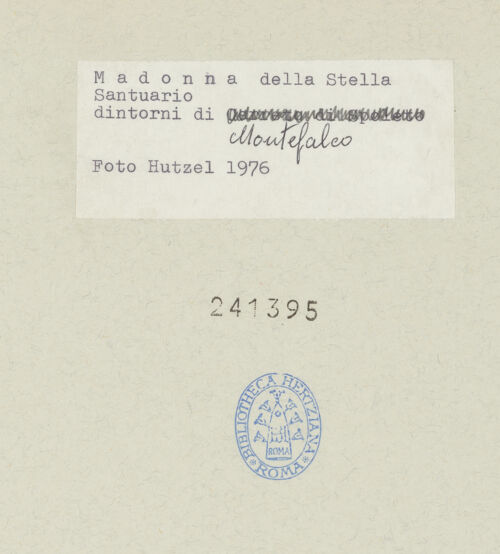 M a d o n n a della Stella
Santuario
dintorni di
Montefalco
Foto Hutzel 1976
241395
BIBLIOTHECA HERTZIANA
ROMA
ROMA